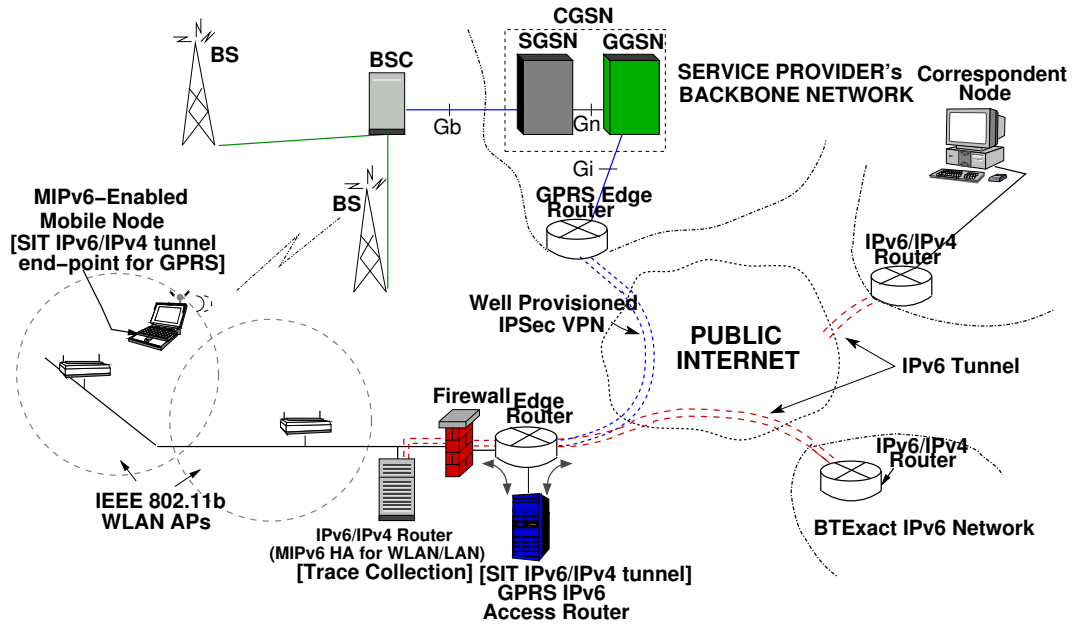 CGSN
SGSN
GGSN
BS
BSC
Gb
Gn
Gi
SERVICE PROVIDER's
BACKBONE NETWORK
Correspondent
Node
MIPv6-Enabled
Mobile Node
[SIT IPv6/IPv4 tunnel
end-point for GPRS]
BS
GPRS Edge
Router
IPv6/IPv4
Router
Well Provisioned
IPSec VPN
PUBLIC
INTERNET
IPv6 Tunnel
Firewall
Edge
Router
IPv6/IPv4
Router
IEEE 802.11b
WLAN APs
BTExact IPv6 Network
IPv6/IPv4 Router
(MIPv6 HA for WLAN/LAN)
[Trace Collection]
[SIT IPv6/IPv4 tunnel]
GPRS IPv6
Access Router